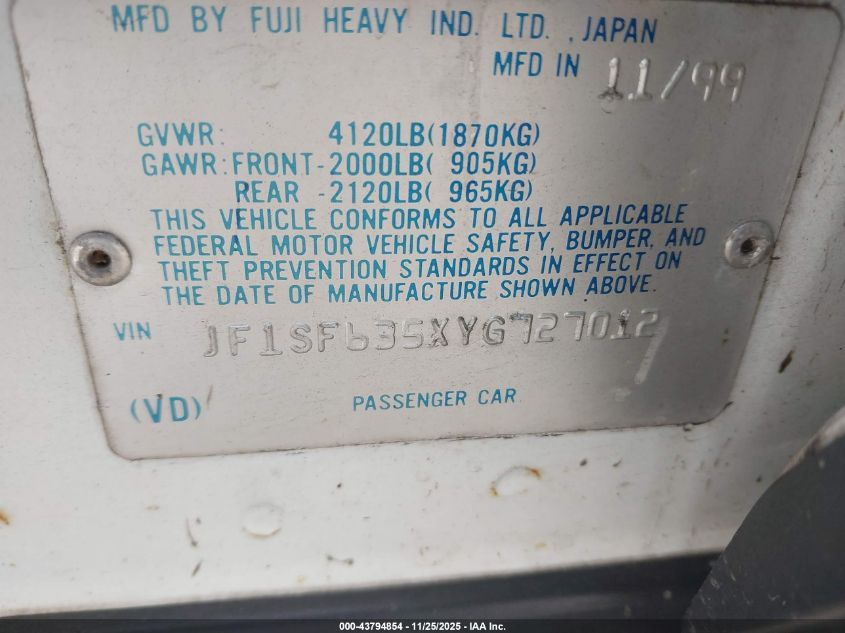 MFD BY FUJI HEAVY IND. LTD., JAPAN
MFD IN 11/99
GVWR: 4120LB(1870KG)
GAWR:FRONT-2000LB( 905KG)
REAR -2120LB( 965KG)
THIS VEHICLE CONFORMS TO ALL APPLICABLE
FEDERAL MOTOR VEHICLE SAFETY, BUMPER, AND
THEFT PREVENTION STANDARDS IN EFFECT ON
THE DATE OF MANUFACTURE SHOWN ABOVE.
VIN JF1SF635XYG727012
(VD) PASSENGER CAR
000-43794854 - 11/25/2025 - IAA Inc.